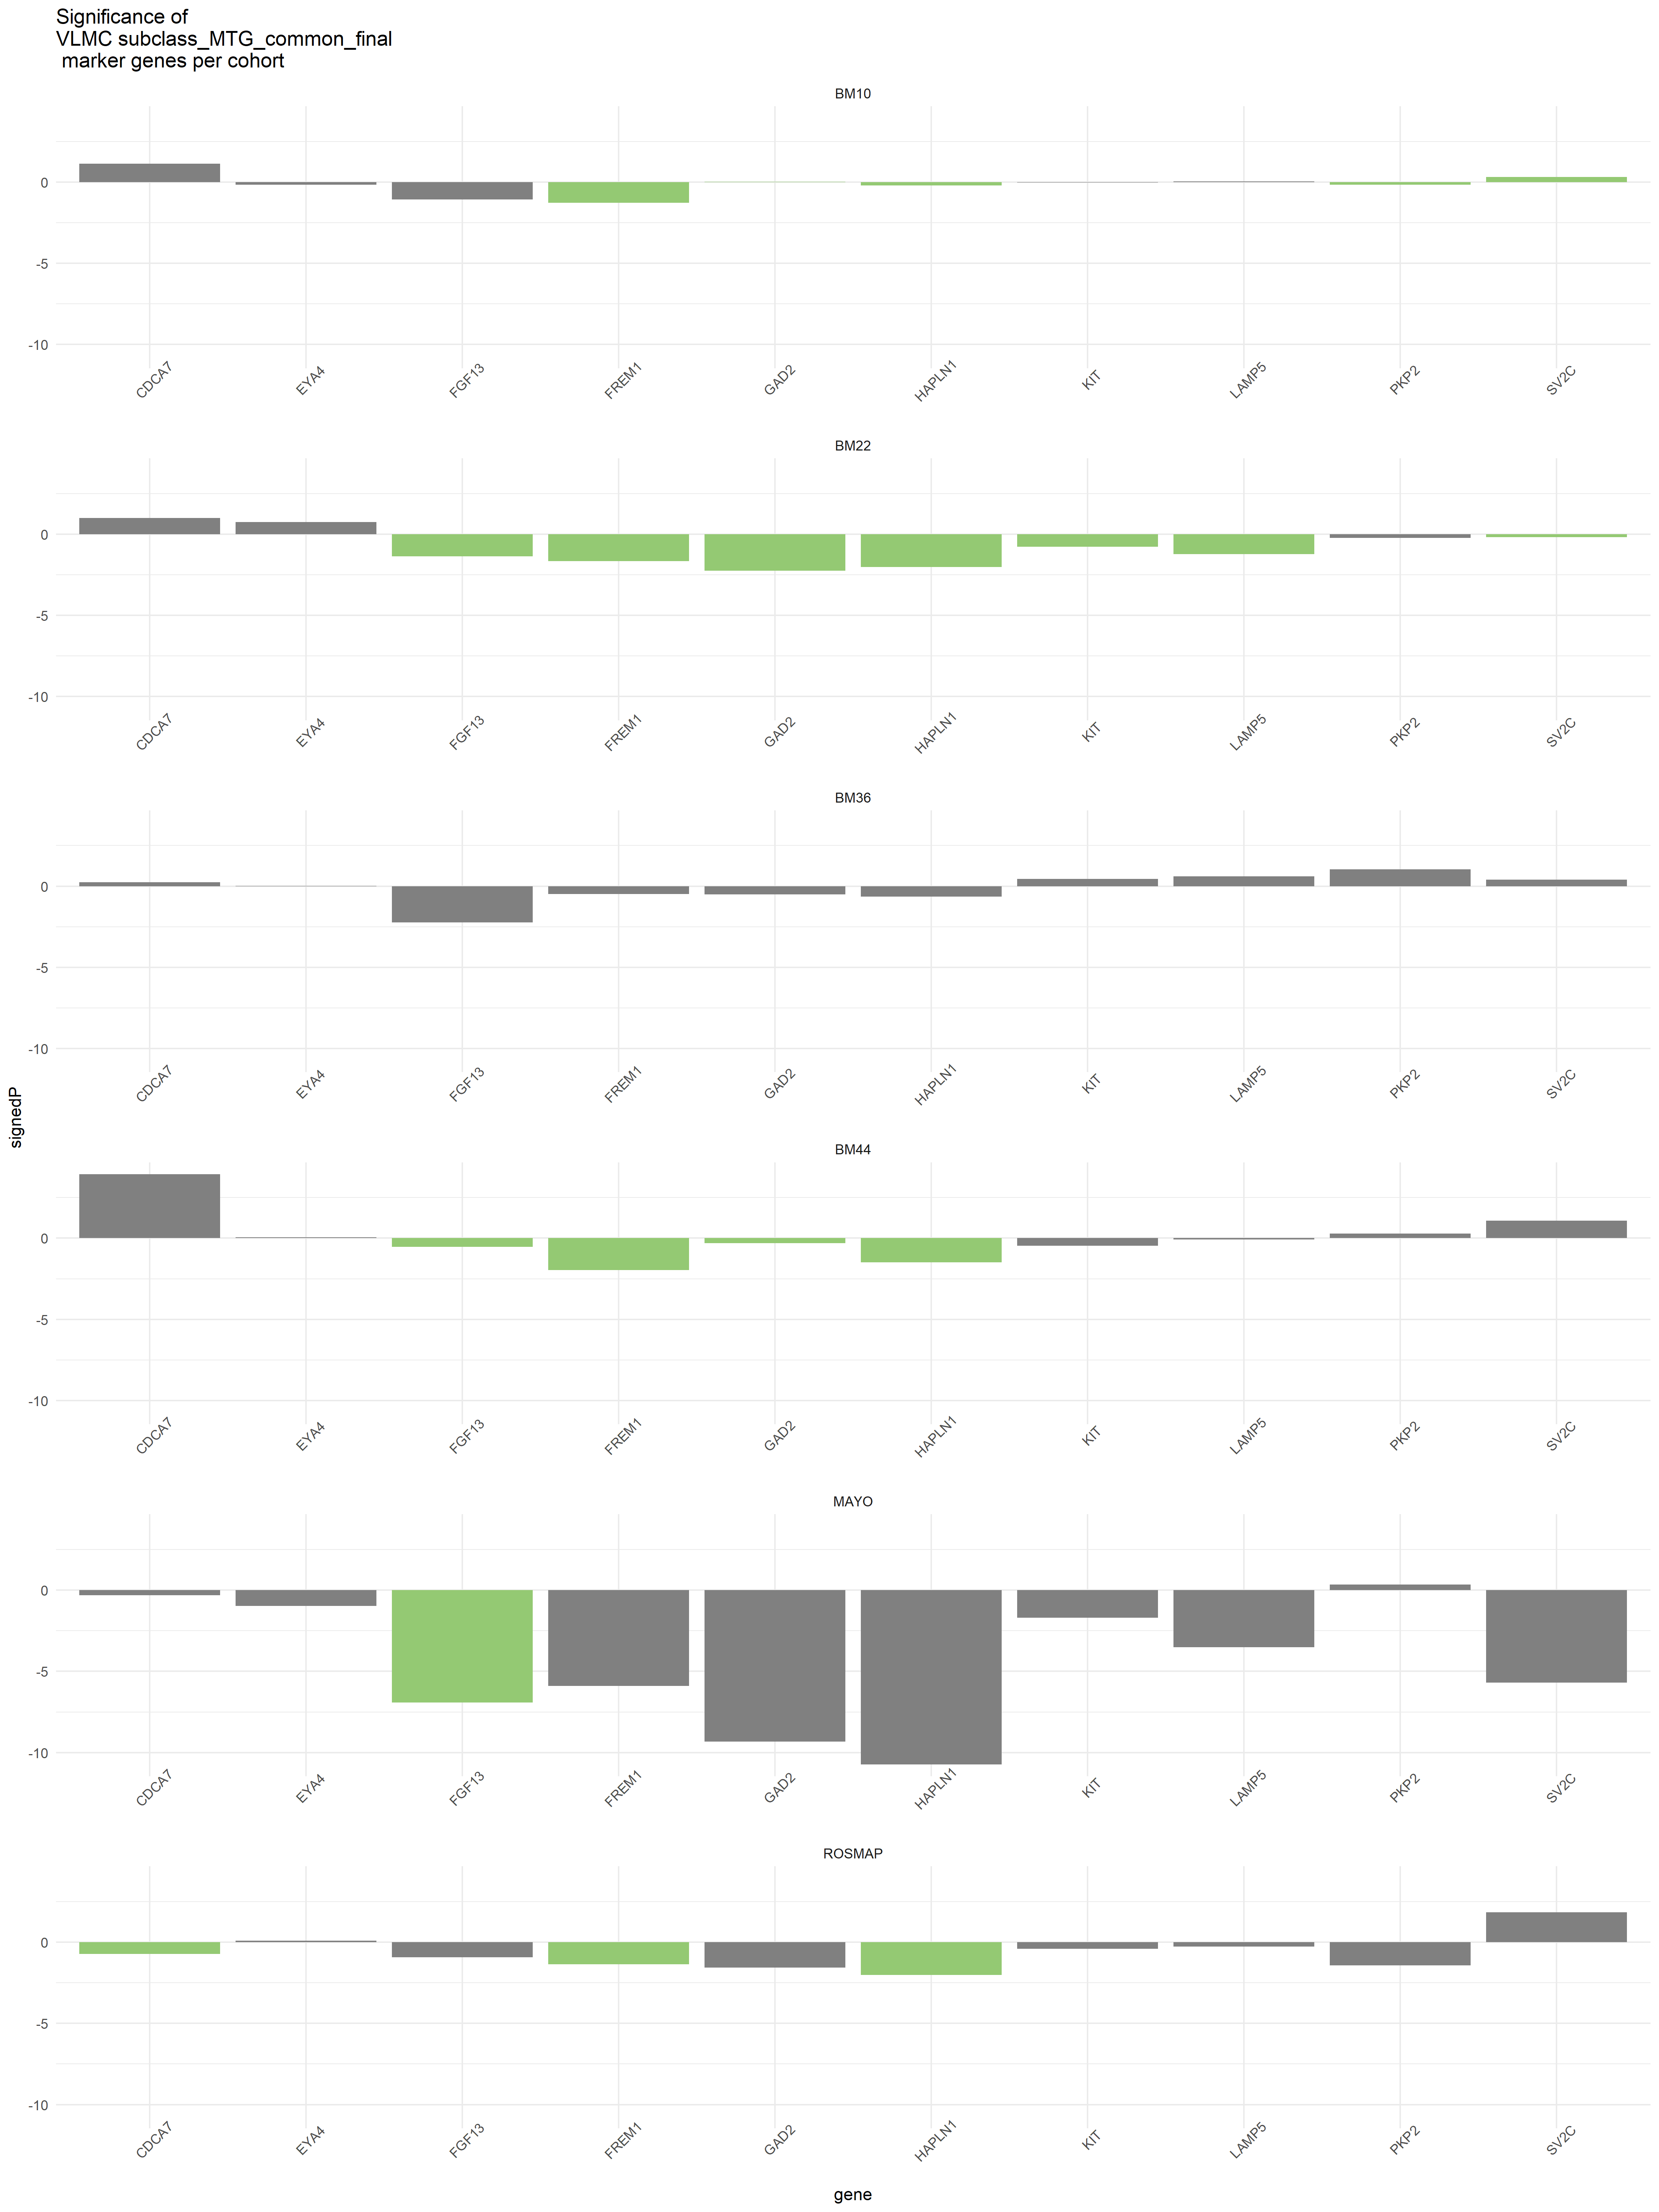 Significance of
VLMC subclass_MTG_common_final
marker genes per cohort
signedP
BM10
0
-5
-10
CDCA7 EYA4 FGF13 FREM1 GAD2 HAPLN1 KIT LAMP5 PKP2 SV2C
BM22
0
-5
-10
CDCA7 EYA4 FGF13 FREM1 GAD2 HAPLN1 KIT LAMP5 PKP2 SV2C
BM36
0
-5
-10
CDCA7 EYA4 FGF13 FREM1 GAD2 HAPLN1 KIT LAMP5 PKP2 SV2C
BM44
0
-5
-10
CDCA7 EYA4 FGF13 FREM1 GAD2 HAPLN1 KIT LAMP5 PKP2 SV2C
MAYO
0
-5
-10
CDCA7 EYA4 FGF13 FREM1 GAD2 HAPLN1 KIT LAMP5 PKP2 SV2C
ROSMAP
0
-5
-10
CDCA7 EYA4 FGF13 FREM1 GAD2 HAPLN1 KIT LAMP5 PKP2 SV2C
gene